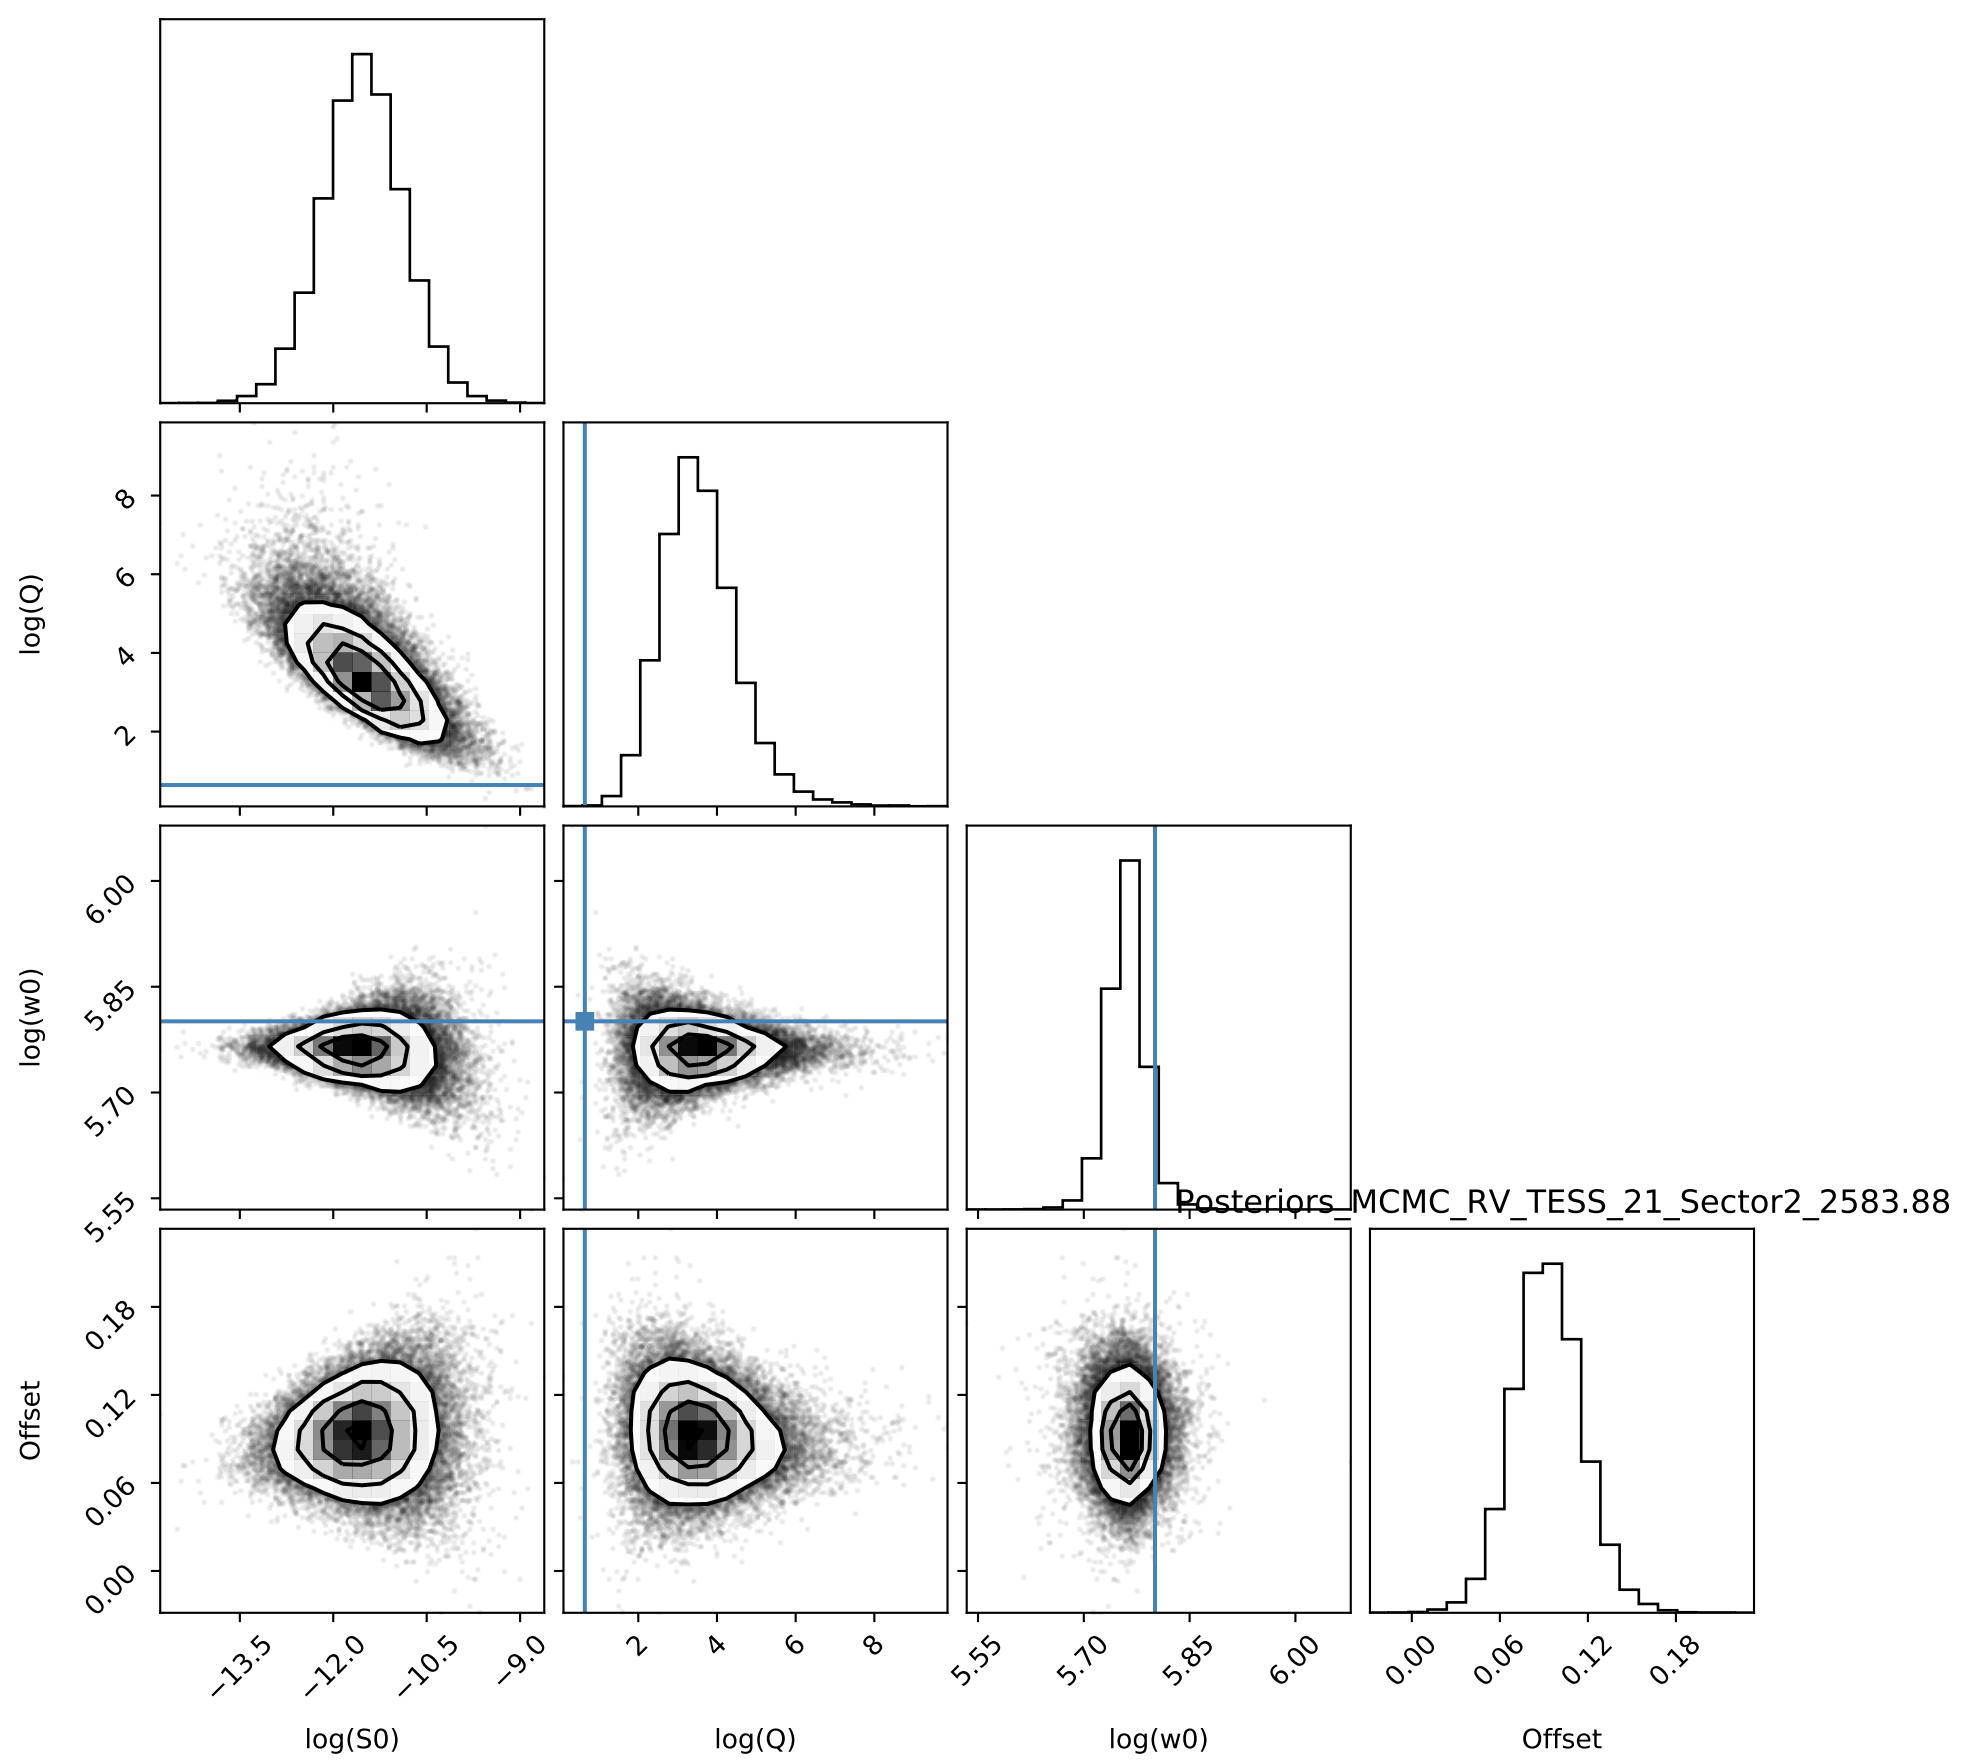 log(Q)
8
6
4
2
log(w0)
6.00
5.85
5.70
5.55
Posteriors_MCMC_RV_TESS_21_Sector2_2583.88
Offset
0.18
0.12
0.06
0.00
−13.5 −12.0 −10.5 −9.0 2 4 6 8 5.55 5.70 5.85 6.00 0.00 0.06 0.12 0.18
log(S0) log(Q) log(w0) Offset